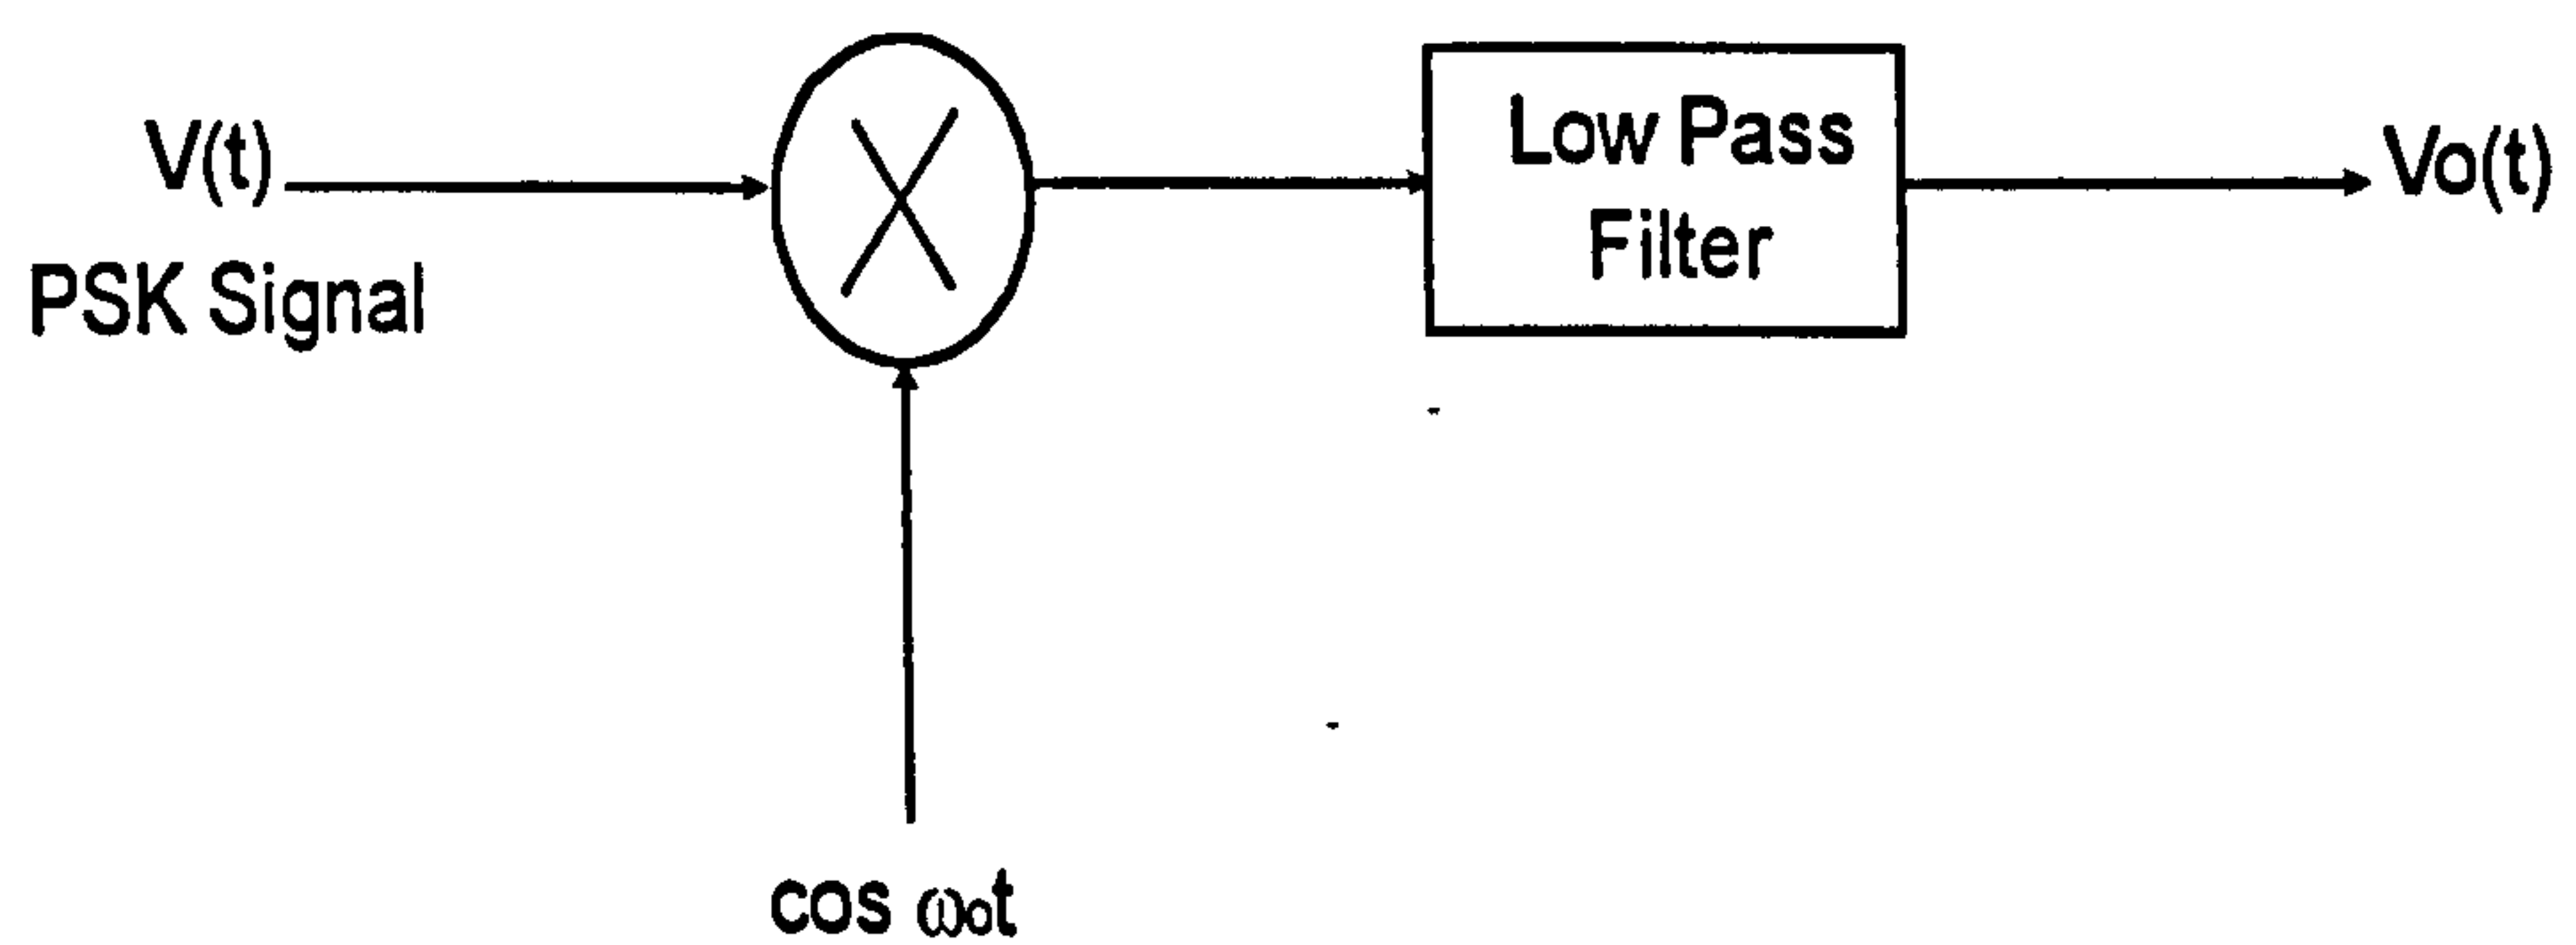 V(t)
PSK Signal
Low Pass
Filter
Vo(t)
cos ω₀t